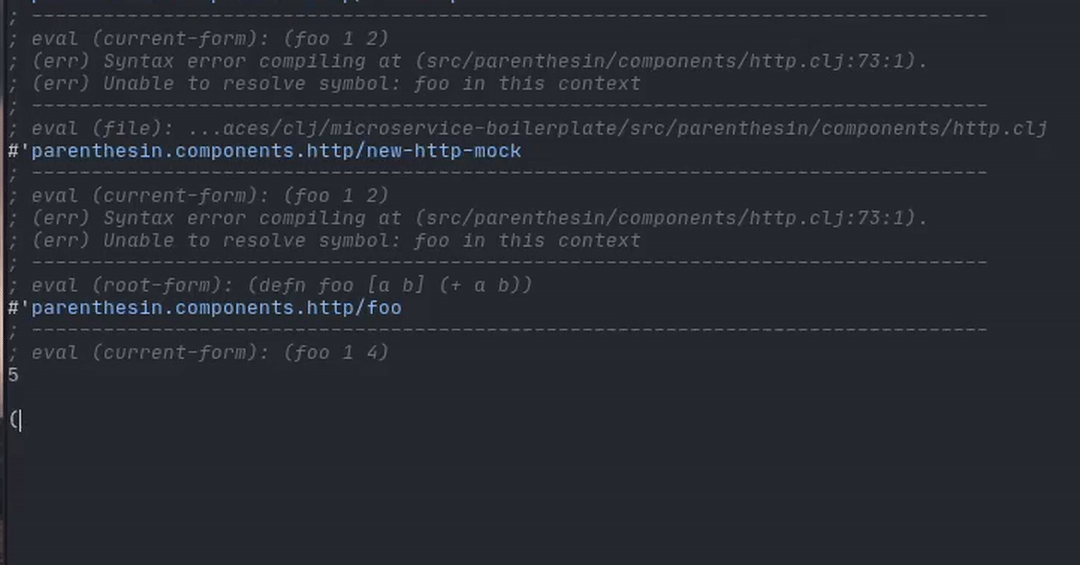 ; --------------------------------------------------------------------------------
; eval (current-form): (foo 1 2)
; (err) Syntax error compiling at (src/parenthesin/components/http.clj:73:1).
; (err) Unable to resolve symbol: foo in this context
; --------------------------------------------------------------------------------
; eval (file): ...aces/clj/microservice-boilerplate/src/parenthesin/components/http.clj
#'parenthesin.components.http/new-http-mock
; --------------------------------------------------------------------------------
; eval (current-form): (foo 1 2)
; (err) Syntax error compiling at (src/parenthesin/components/http.clj:73:1).
; (err) Unable to resolve symbol: foo in this context
; --------------------------------------------------------------------------------
; eval (root-form): (defn foo [a b] (+ a b))
#'parenthesin.components.http/foo
; --------------------------------------------------------------------------------
; eval (current-form): (foo 1 4)
5
(